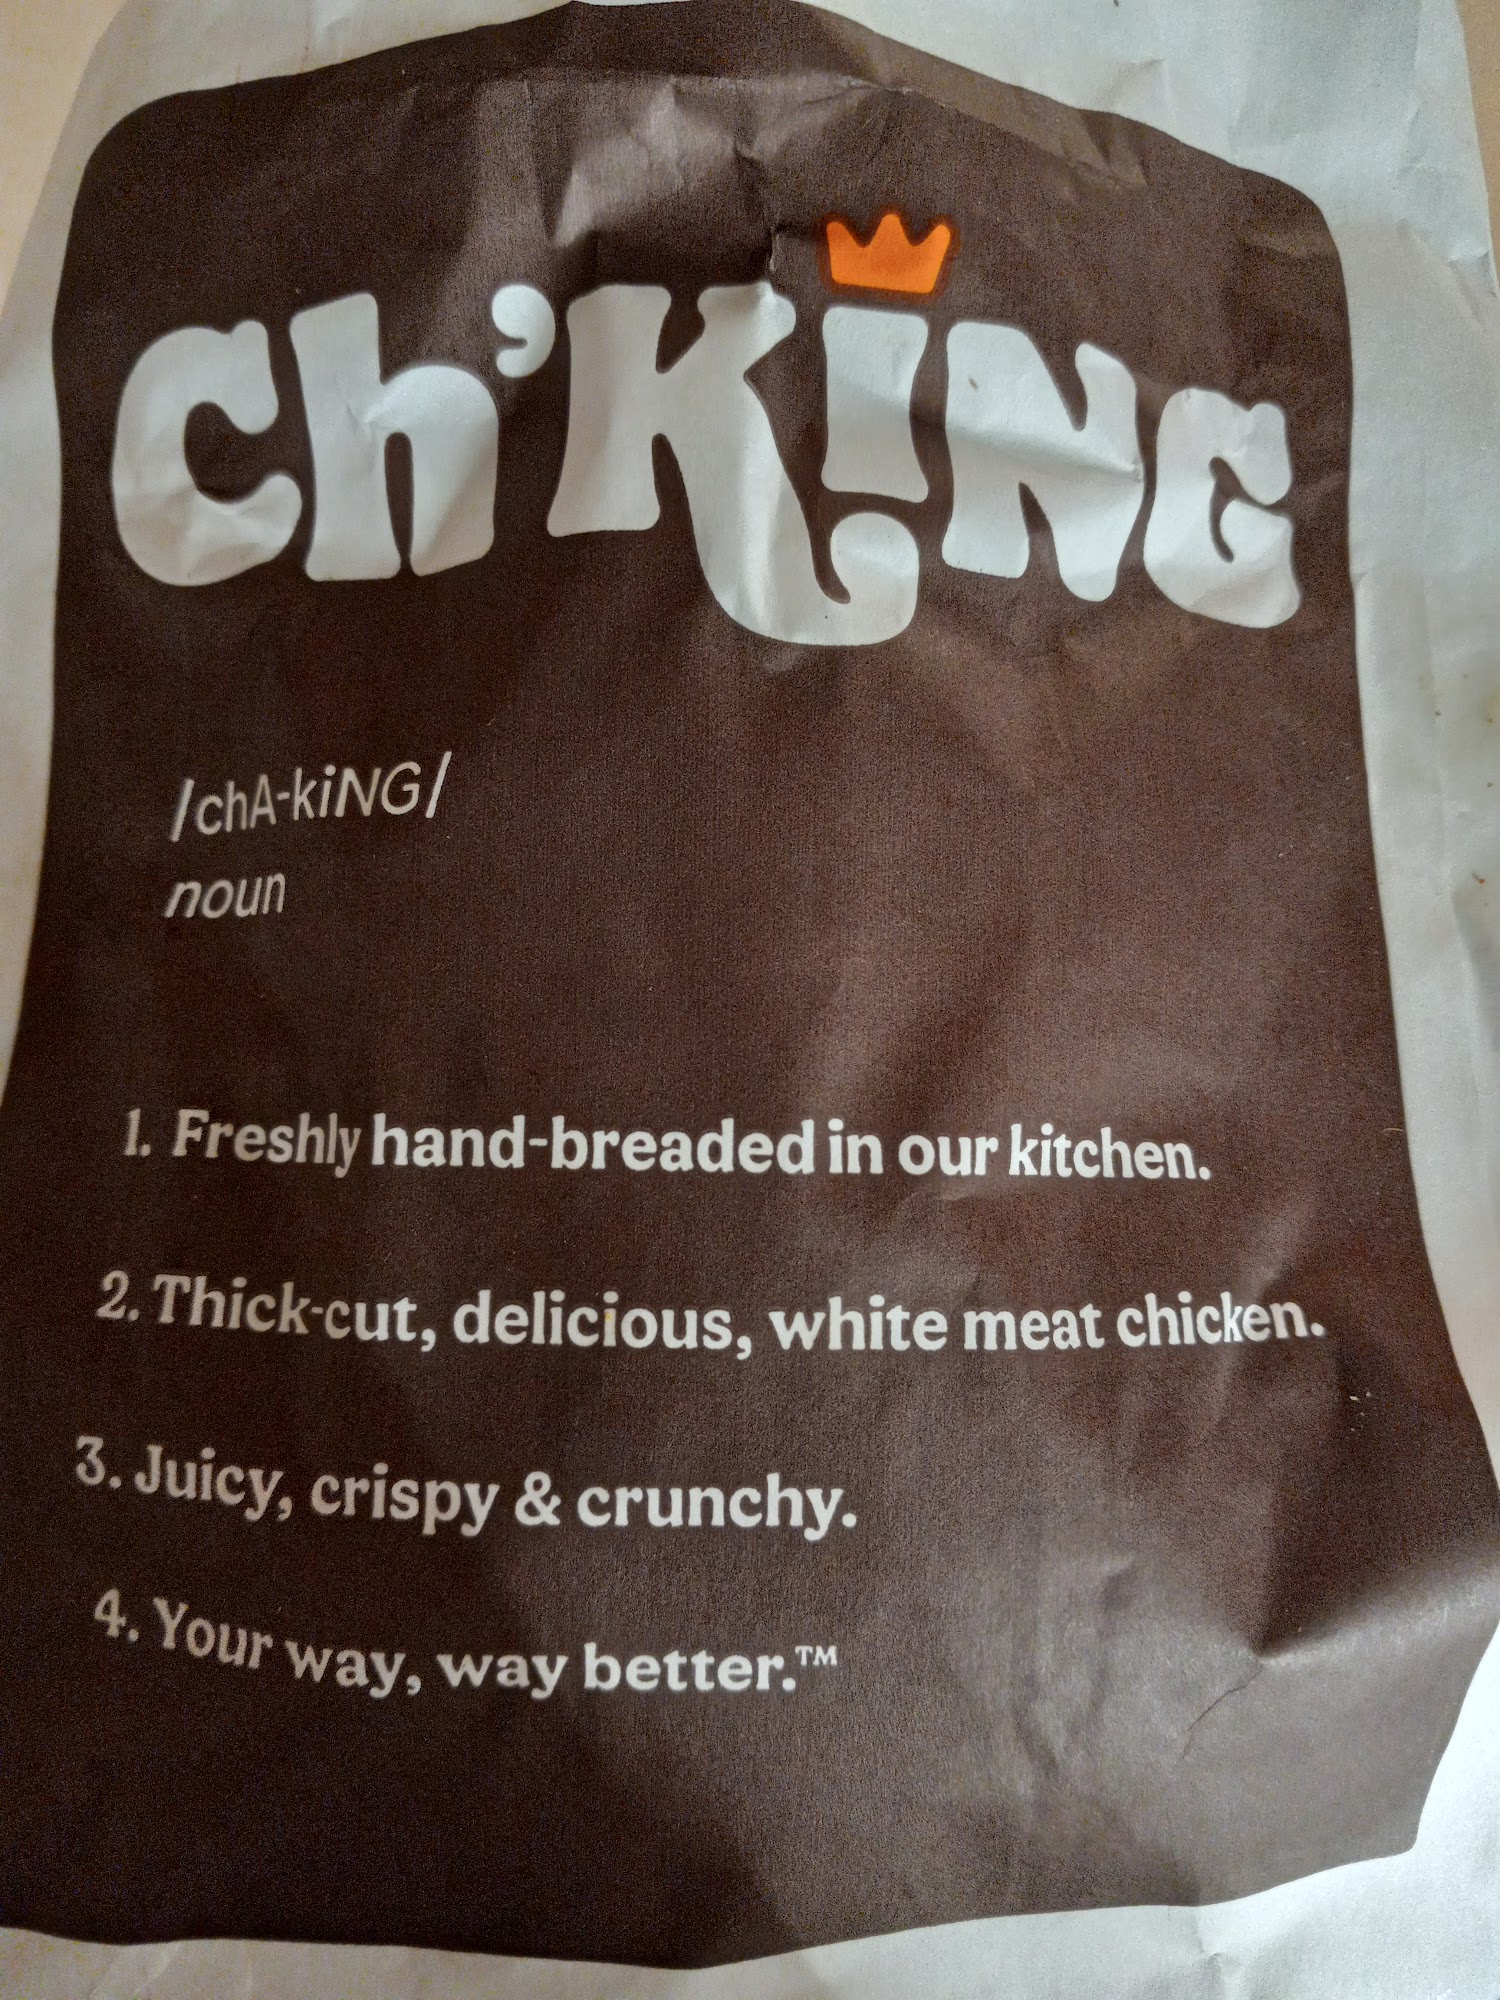 Ch'KING
/chA-kiNG/
noun
1. Freshly hand-breaded in our kitchen.
2. Thick-cut, delicious, white meat chicken.
3. Juicy, crispy & crunchy.
4. Your way, way better.™